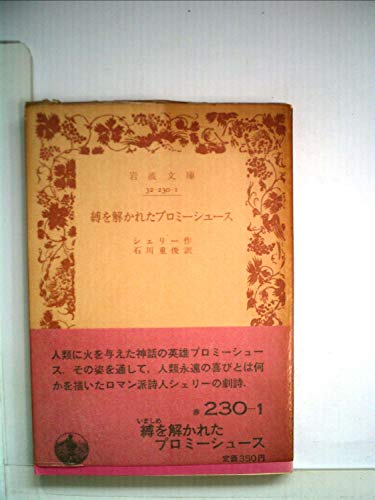 岩波文庫
32-230-1
縛を解かれたプロミーシュース
シェリー作
石川重俊訳
人類に火を与えた神話の英雄プロミーシュー
ス．その姿を通して，人類永遠の喜びとは何
かを描いたロマン派詩人シェリーの劇詩．
赤 230-1
いましめ
縛を解かれた
プロミーシュース
定価350円